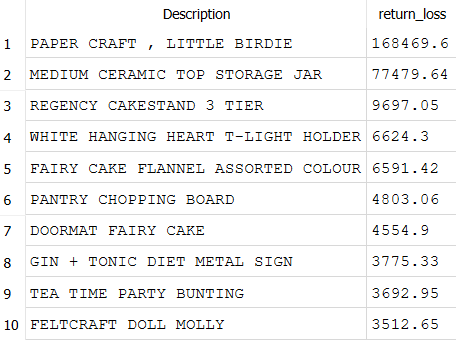 Description return_loss
1 PAPER CRAFT , LITTLE BIRDIE 168469.6
2 MEDIUM CERAMIC TOP STORAGE JAR 77479.64
3 REGENCY CAKESTAND 3 TIER 9697.05
4 WHITE HANGING HEART T-LIGHT HOLDER 6624.3
5 FAIRY CAKE FLANNEL ASSORTED COLOUR 6591.42
6 PANTRY CHOPPING BOARD 4803.06
7 DOORMAT FAIRY CAKE 4554.9
8 GIN + TONIC DIET METAL SIGN 3775.33
9 TEA TIME PARTY BUNTING 3692.95
10 FELTCRAFT DOLL MOLLY 3512.65